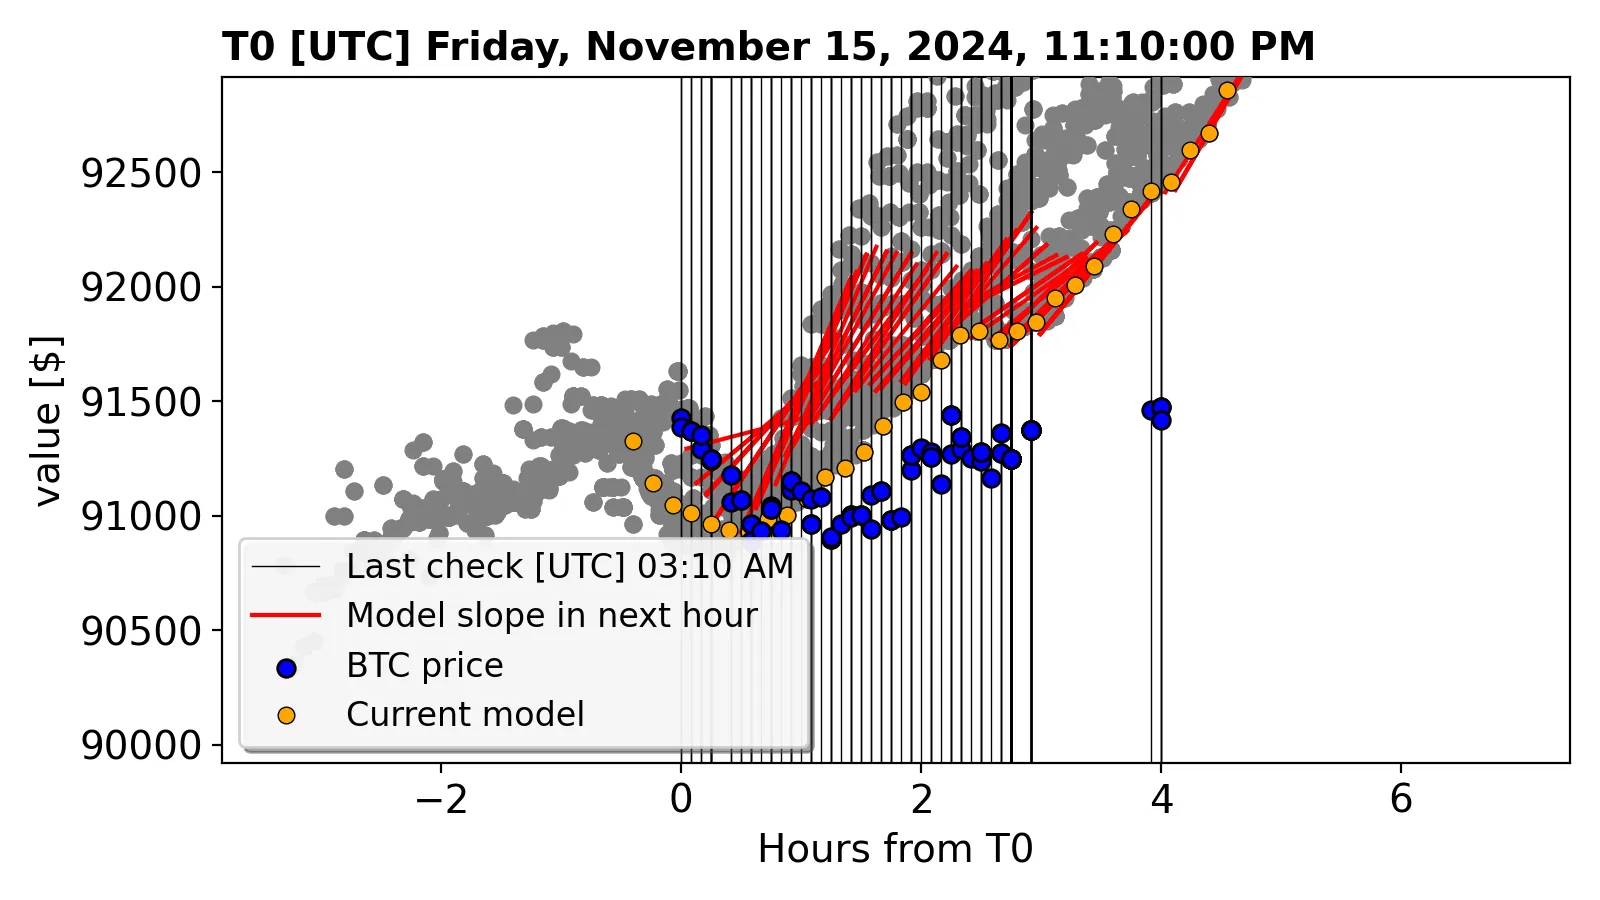 T0 [UTC] Friday, November 15, 2024, 11:10:00 PM
value [$]
92500
92000
91500
91000
90500
90000
Last check [UTC] 03:10 AM
Model slope in next hour
BTC price
Current model
−2 0 2 4 6
Hours from T0